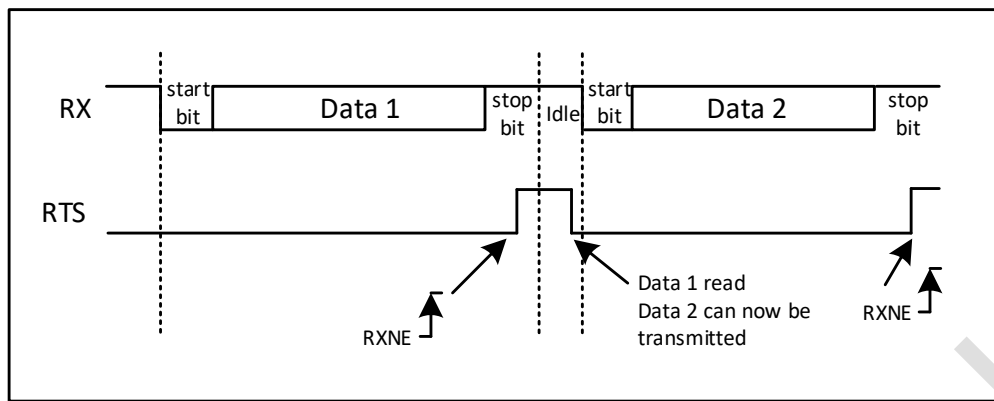 RX
start
bit
Data 1
stop
bit
Idle
start
bit
Data 2
stop
bit
RTS
RXNE
Data 1 read
Data 2 can now be
transmitted
RXNE